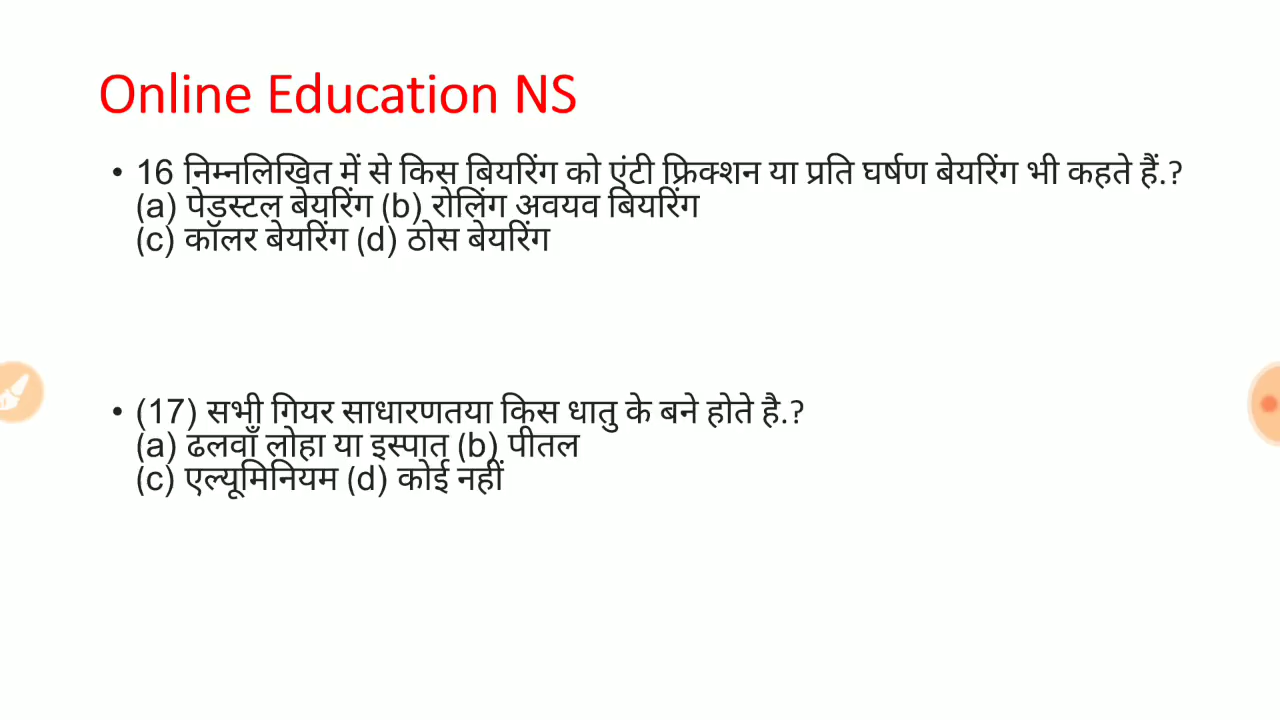 Online Education NS
• 16 निम्नलिखित में से किस बियरिंग को एंटी फ्रिक्शन या प्रति घर्षण बेयरिंग भी कहते हैं.?
(a) पेडस्टल बेयरिंग (b) रोलिंग अवयव बियरिंग
(c) कॉलर बेयरिंग (d) ठोस बेयरिंग
• (17) सभी गियर साधारणतया किस धातु के बने होते है.?
(a) ढलवाँ लोहा या इस्पात (b) पीतल
(c) एल्यूमिनियम (d) कोई नहीं